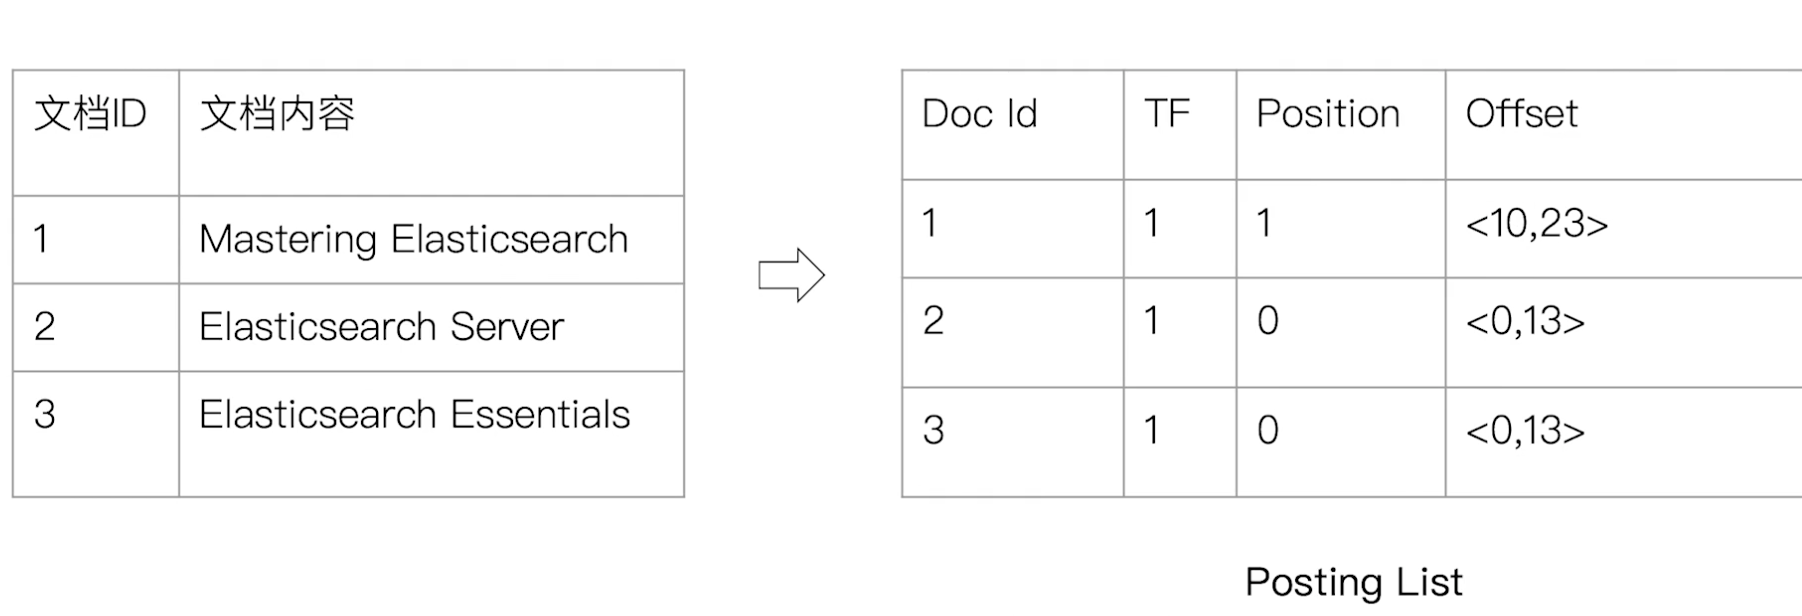 文档ID 文档内容
1 Mastering Elasticsearch
2 Elasticsearch Server
3 Elasticsearch Essentials
Doc Id TF Position Offset
1 1 1 <10,23>
2 1 0 <0,13>
3 1 0 <0,13>
Posting List